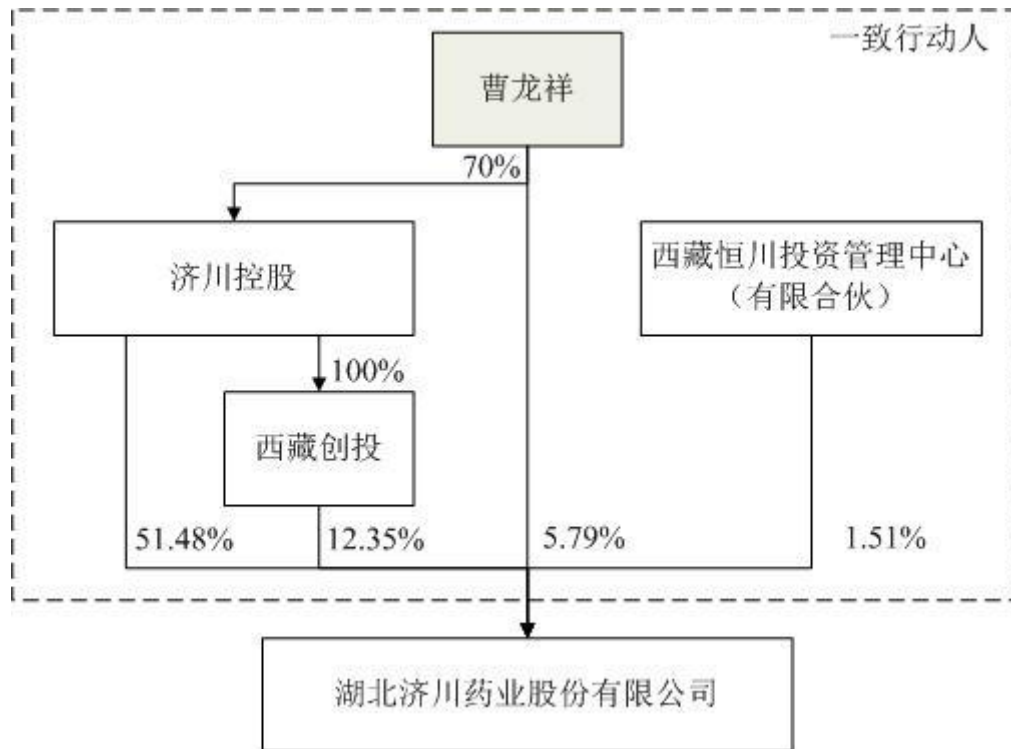 一致行动人
曹龙祥
70%
济川控股
西藏恒川投资管理中心
（有限合伙）
100%
西藏创投
51.48%
12.35%
5.79%
1.51%
湖北济川药业股份有限公司